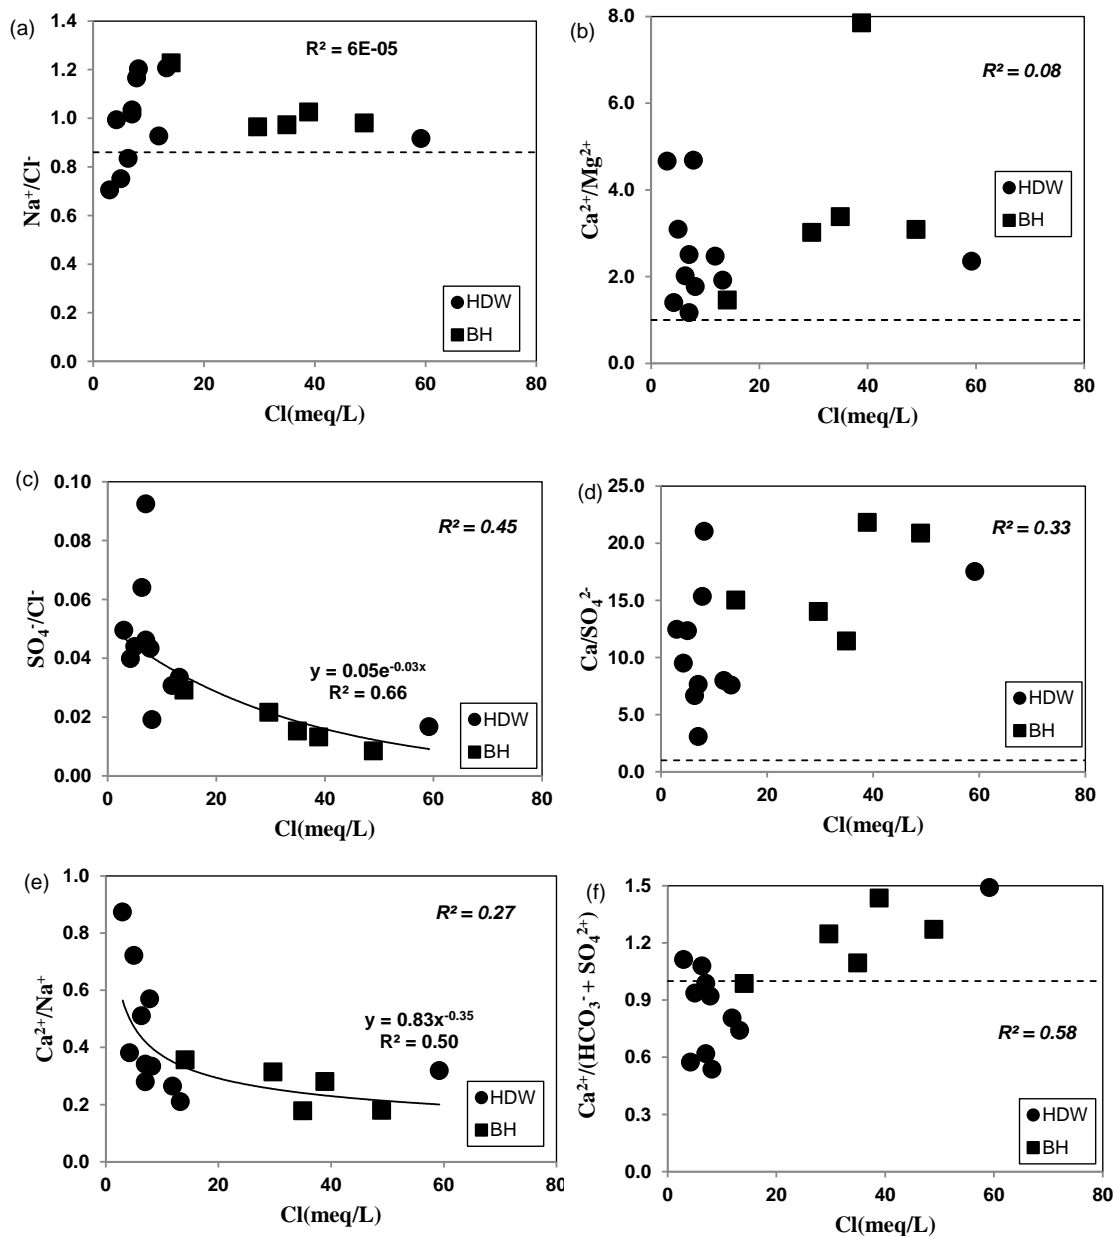 (a)
1.4
1.2
1.0
0.8
0.6
0.4
0.2
0.0
Na⁺/Cl⁻
R² = 6E-05
HDW
BH
0 20 40 60 80
Cl(meq/L)
(b)
8.0
6.0
4.0
2.0
0.0
Ca²⁺/Mg²⁺
R² = 0.08
HDW
BH
0 20 40 60 80
Cl(meq/L)
(c)
0.10
0.08
0.06
0.04
0.02
0.00
SO₄⁻/Cl⁻
R² = 0.45
y = 0.05e⁻⁰·⁰³ˣ
R² = 0.66
HDW
BH
0 20 40 60 80
Cl(meq/L)
(d)
25.0
20.0
15.0
10.0
5.0
0.0
Ca/SO₄²⁻
R² = 0.33
HDW
BH
0 20 40 60 80
Cl(meq/L)
(e)
1.0
0.8
0.6
0.4
0.2
0.0
Ca²⁺/Na⁺
R² = 0.27
y = 0.83x⁻⁰·³⁵
R² = 0.50
HDW
BH
0 20 40 60 80
Cl(meq/L)
(f)
1.5
1.2
0.9
0.6
0.3
0.0
Ca²⁺/(HCO₃⁻ + SO₄²⁺)
R² = 0.58
HDW
BH
0 20 40 60 80
Cl(meq/L)